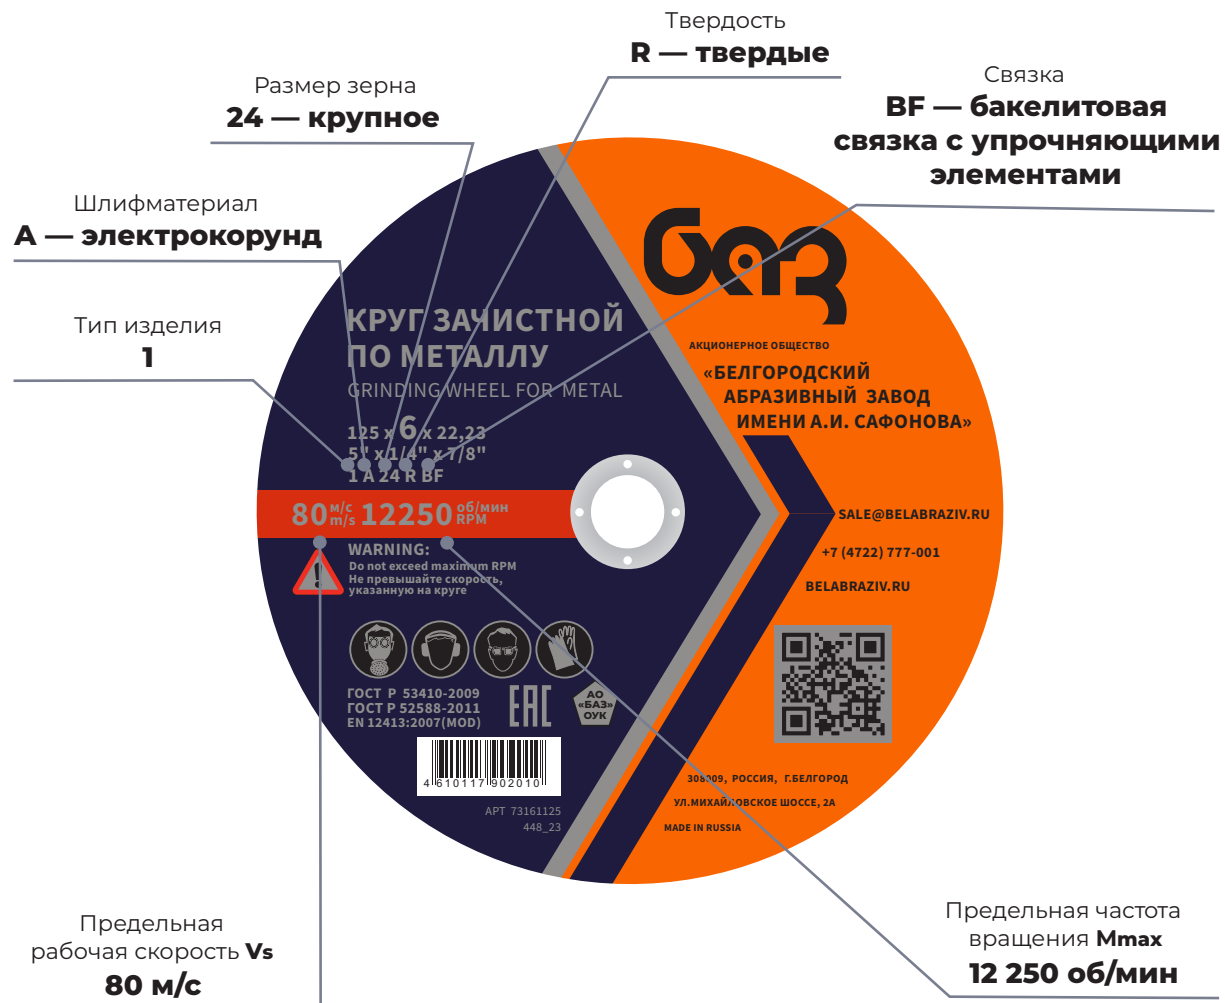 Твердость
R — твердые
Размер зерна
24 — крупное
Связка
BF — бакелитовая
связка с упрочняющими
элементами
Шлифматериал
А — электрокорунд
Тип изделия
1
КРУГ ЗАЧИСТНОЙ
ПО МЕТАЛЛУ
GRINDING WHEEL FOR METAL
125 x 6 x 22,23
5" x 1/4" x 7/8"
1 A 24 R BF
80 м/с m/s 12250 об/мин RPM
WARNING:
Do not exceed maximum RPM
Не превышайте скорость,
указанную на круге
ГОСТ Р 53410-2009
ГОСТ Р 52588-2011
EN 12413:2007(MOD)
EAC
АО
«БАЗ»
ОУК
4 610117 902010
АРТ 73161125
448_23
баз
АКЦИОНЕРНОЕ ОБЩЕСТВО
«БЕЛГОРОДСКИЙ
АБРАЗИВНЫЙ ЗАВОД
ИМЕНИ А.И. САФОНОВА»
SALE@BELABRAZIV.RU
+7 (4722) 777-001
BELABRAZIV.RU
308009, РОССИЯ, Г.БЕЛГОРОД
УЛ.МИХАЙЛОВСКОЕ ШОССЕ, 2А
MADE IN RUSSIA
Предельная
рабочая скорость Vs
80 м/с
Предельная частота
вращения Mmax
12 250 об/мин